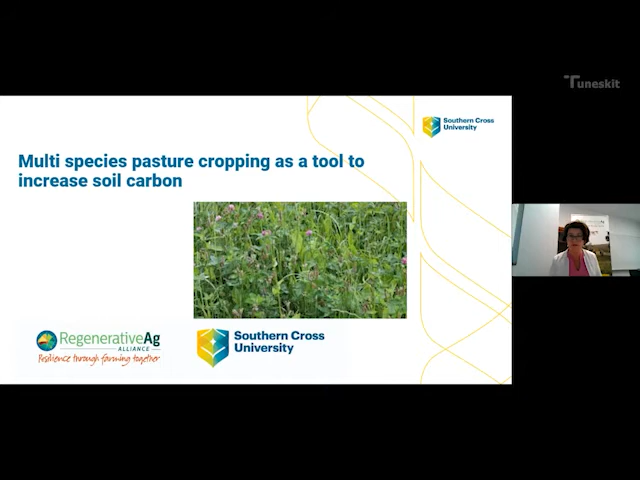 Tuneskit
Southern Cross
University
Multi species pasture cropping as a tool to
increase soil carbon
RegenerativeAg
ALLIANCE
Resilience through farming together
Southern Cross
University